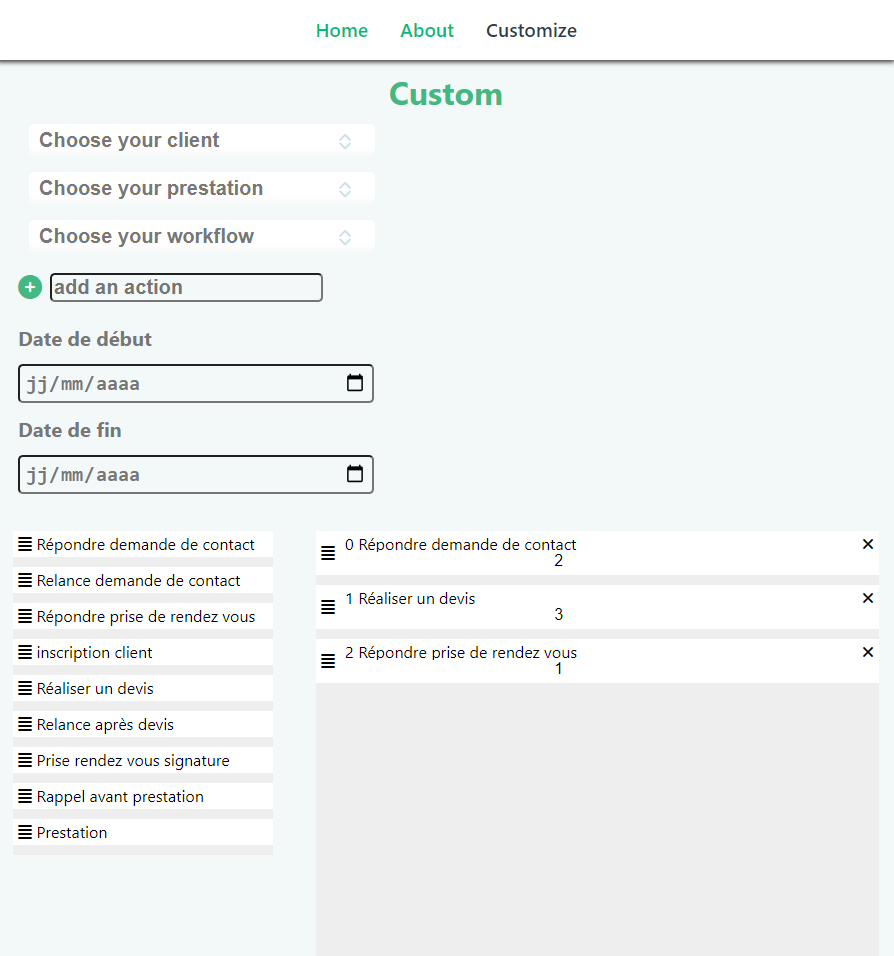 Home About Customize
Custom
Choose your client
Choose your prestation
Choose your workflow
add an action
Date de début
jj/mm/aaaa
Date de fin
jj/mm/aaaa
Répondre demande de contact
Relance demande de contact
Répondre prise de rendez vous
inscription client
Réaliser un devis
Relance après devis
Prise rendez vous signature
Rappel avant prestation
Prestation
0 Répondre demande de contact
2
1 Réaliser un devis
3
2 Répondre prise de rendez vous
1